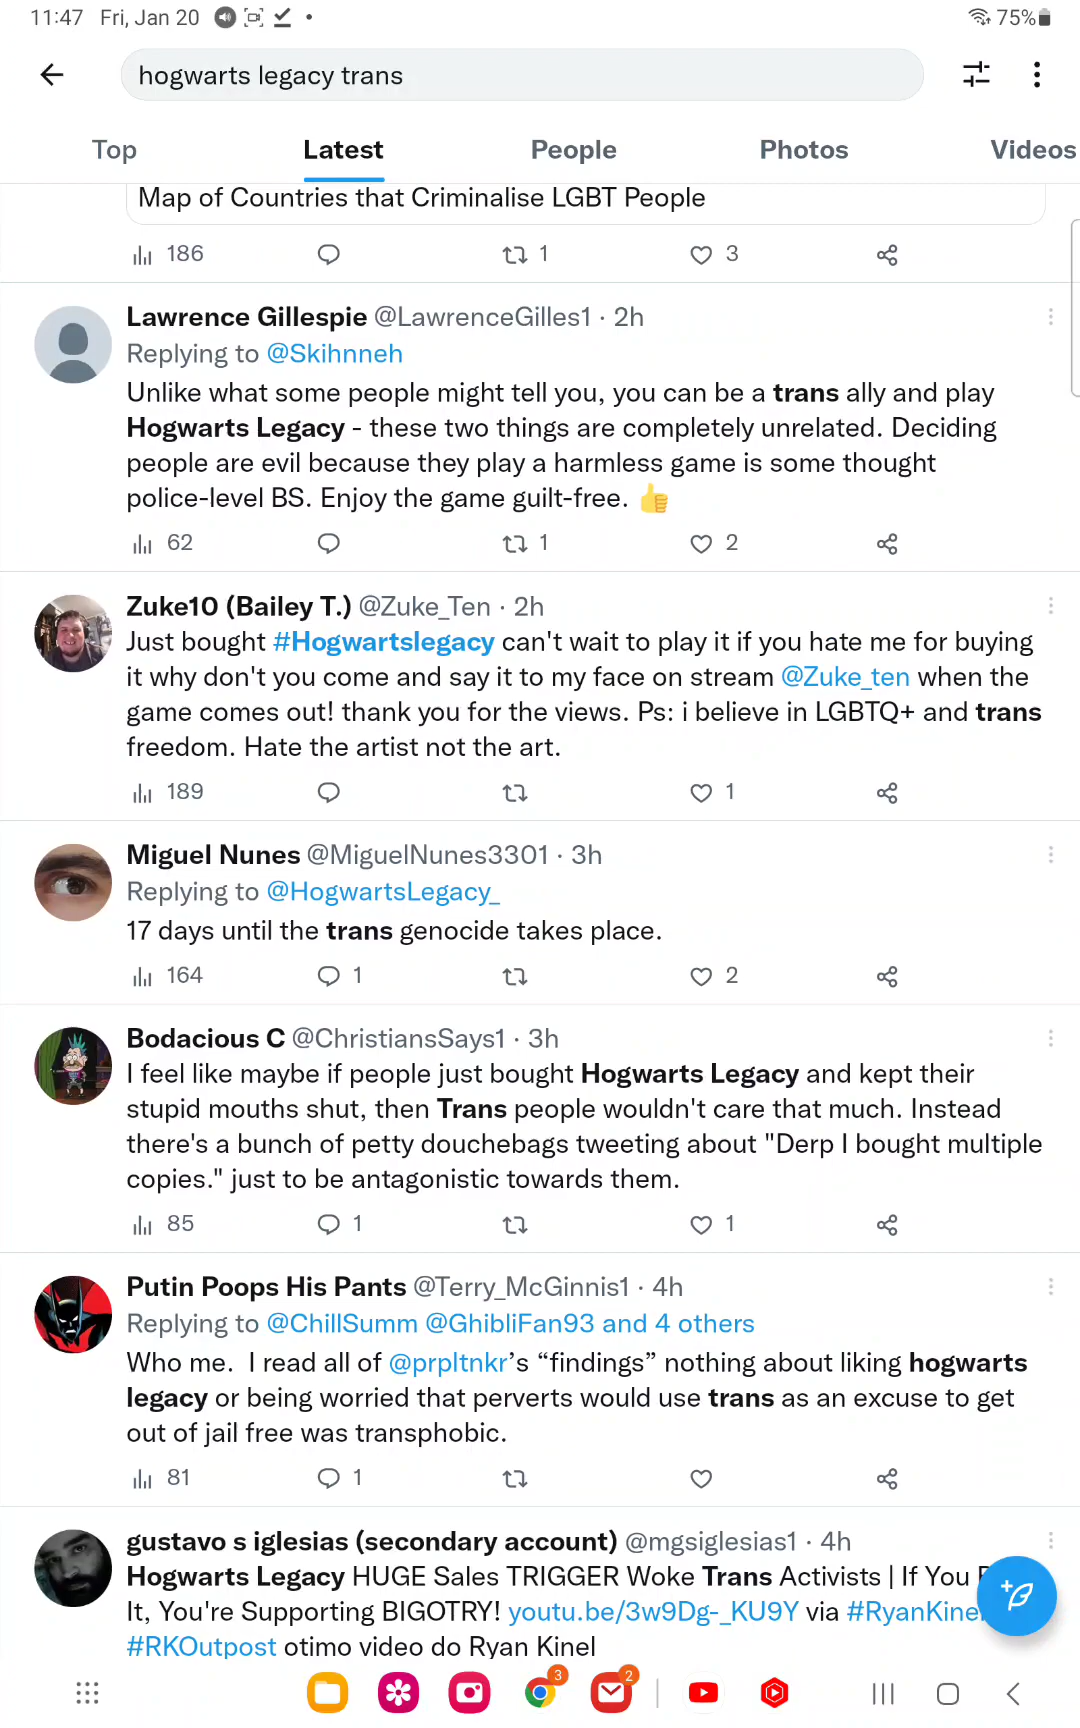 11:47 Fri, Jan 20
75%
hogwarts legacy trans
Top Latest People Photos Videos
Map of Countries that Criminalise LGBT People
186 1 3
Lawrence Gillespie @LawrenceGilles1 · 2h
Replying to @Skihnneh
Unlike what some people might tell you, you can be a trans ally and play
Hogwarts Legacy - these two things are completely unrelated. Deciding
people are evil because they play a harmless game is some thought
police-level BS. Enjoy the game guilt-free. 👍
62 1 2
Zuke10 (Bailey T.) @Zuke_Ten · 2h
Just bought #Hogwartslegacy can't wait to play it if you hate me for buying
it why don't you come and say it to my face on stream @Zuke_ten when the
game comes out! thank you for the views. Ps: i believe in LGBTQ+ and trans
freedom. Hate the artist not the art.
189 1
Miguel Nunes @MiguelNunes3301 · 3h
Replying to @HogwartsLegacy_
17 days until the trans genocide takes place.
164 1 2
Bodacious C @ChristiansSays1 · 3h
I feel like maybe if people just bought Hogwarts Legacy and kept their
stupid mouths shut, then Trans people wouldn't care that much. Instead
there's a bunch of petty douchebags tweeting about "Derp I bought multiple
copies." just to be antagonistic towards them.
85 1 1
Putin Poops His Pants @Terry_McGinnis1 · 4h
Replying to @ChillSumm @GhibliFan93 and 4 others
Who me.  I read all of @prpltnkr’s “findings” nothing about liking hogwarts
legacy or being worried that perverts would use trans as an excuse to get
out of jail free was transphobic.
81 1
gustavo s iglesias (secondary account) @mgsiglesias1 · 4h
Hogwarts Legacy HUGE Sales TRIGGER Woke Trans Activists | If You
It, You're Supporting BIGOTRY! youtu.be/3w9Dg-_KU9Y via #RyanKine
#RKOutpost otimo video do Ryan Kinel
3 2